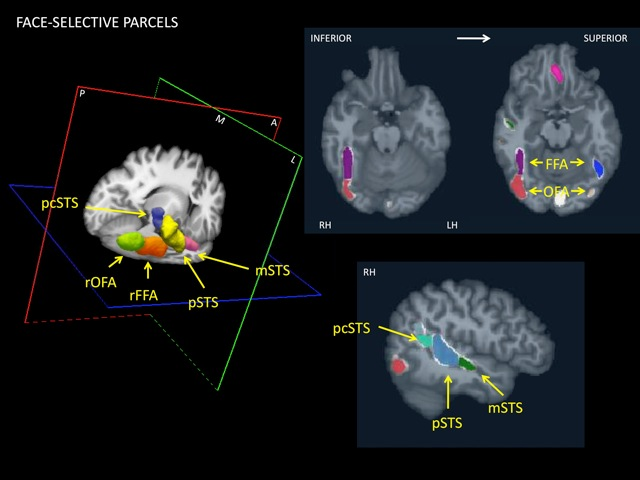 FACE-SELECTIVE PARCELS
INFERIOR
SUPERIOR
P
A
M
L
pcSTS
rOFA
rFFA
pSTS
mSTS
FFA
OFA
RH
LH
RH
pcSTS
mSTS
pSTS